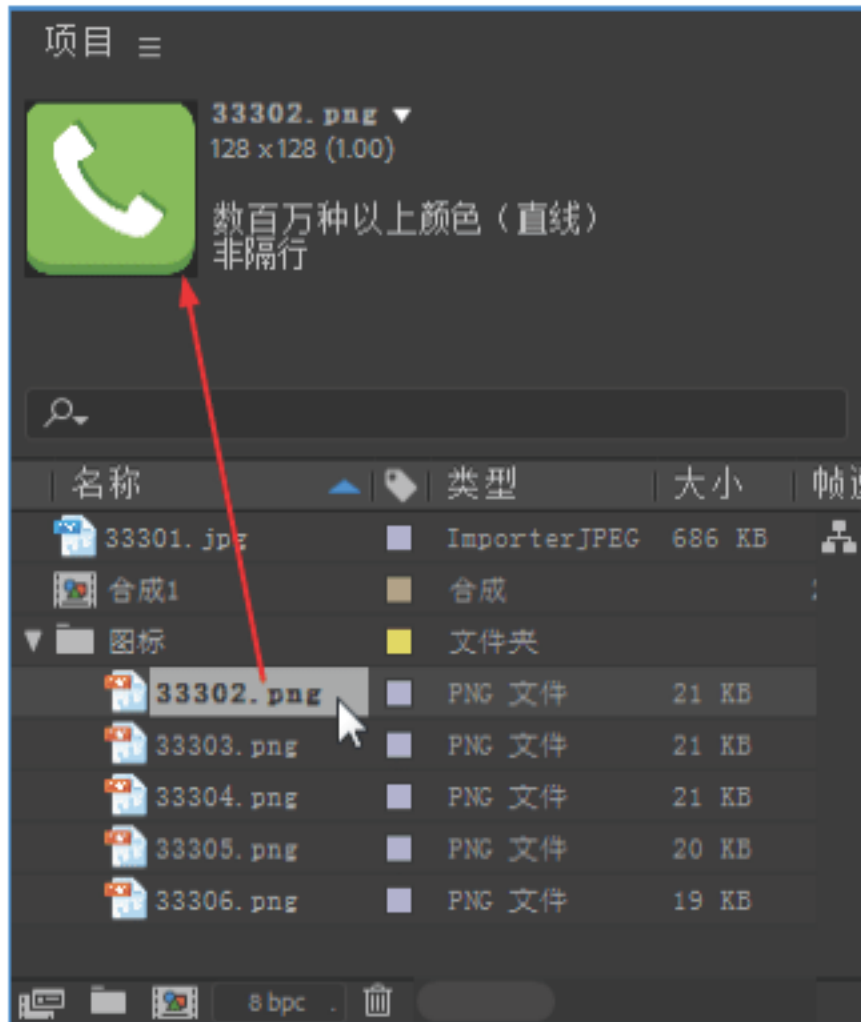 项目
33302.png
128 x 128 (1.00)
数百万种以上颜色（直线）
非隔行
名称 类型 大小 帧速
33301.jpg ImporterJPEG 686 KB
合成1 合成
图标 文件夹
33302.png PNG 文件 21 KB
33303.png PNG 文件 21 KB
33304.png PNG 文件 21 KB
33305.png PNG 文件 20 KB
33306.png PNG 文件 19 KB
8 bpc